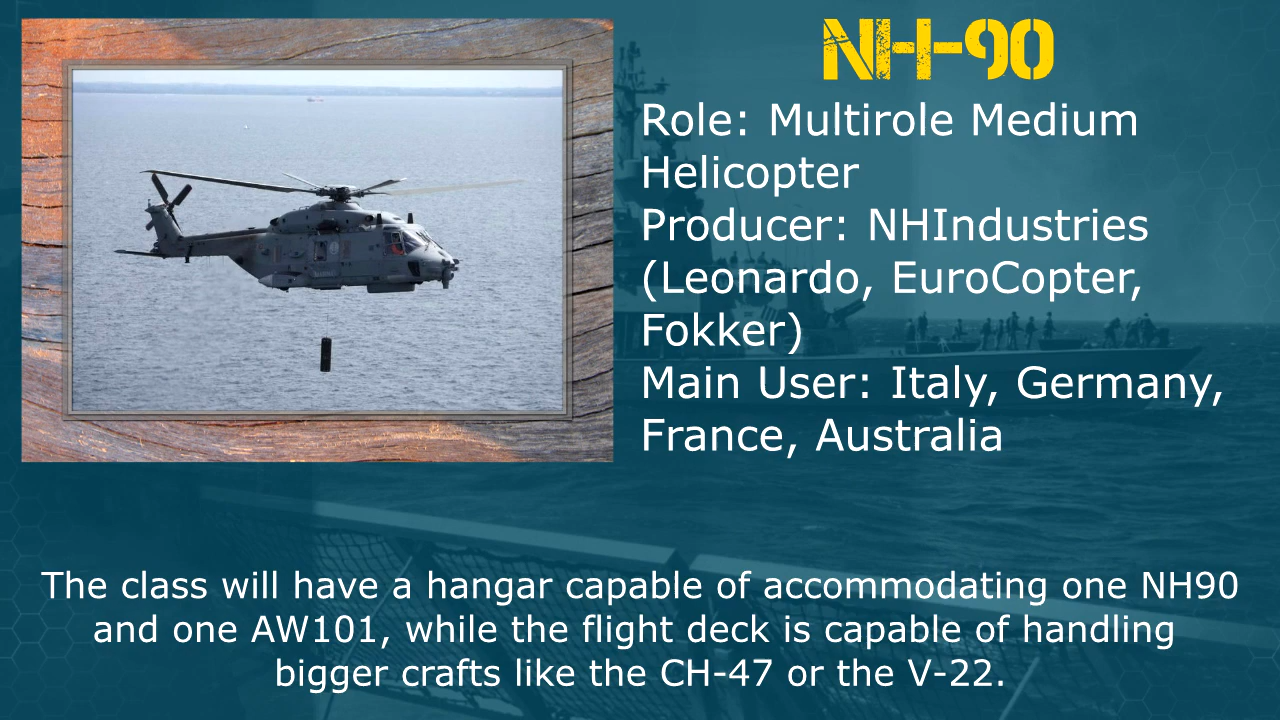 NH-90
Role: Multirole Medium
Helicopter
Producer: NHIndustries
(Leonardo, EuroCopter,
Fokker)
Main User: Italy, Germany,
France, Australia
The class will have a hangar capable of accommodating one NH90
and one AW101, while the flight deck is capable of handling
bigger crafts like the CH-47 or the V-22.